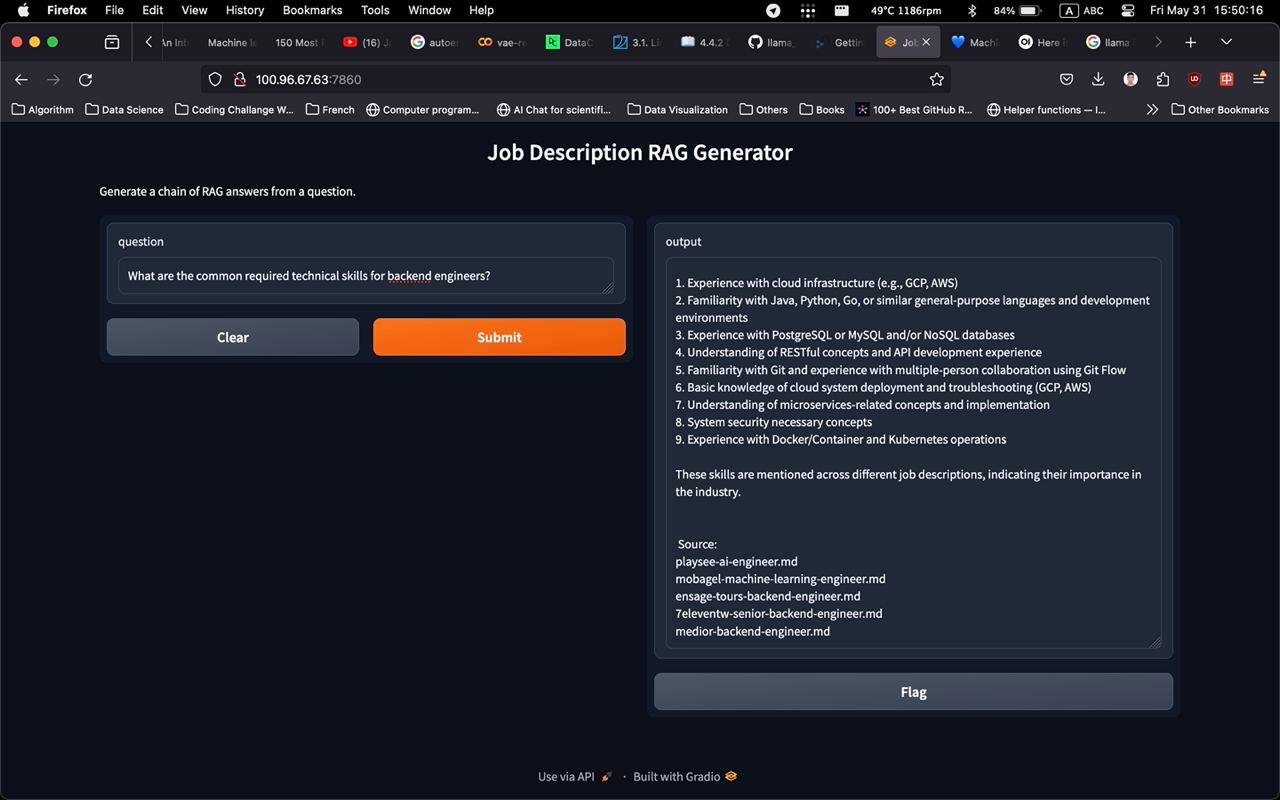 Firefox File Edit View History Bookmarks Tools Window Help 49°C 1186rpm 84% A ABC Fri May 31 15:50:16
An Int Machine le 150 Most (16) J autoe vae-re DataC 3.1. Li 4.4.2 llama_ Gettin Job Machi Here i llama
100.96.67.63:7860
Algorithm Data Science Coding Challange W... French Computer program... AI Chat for scientifi... Data Visualization Others Books 100+ Best GitHub R... Helper functions — I... Other Bookmarks
Job Description RAG Generator
Generate a chain of RAG answers from a question.
question
What are the common required technical skills for backend engineers?
Clear
Submit
output
1. Experience with cloud infrastructure (e.g., GCP, AWS)
2. Familiarity with Java, Python, Go, or similar general-purpose languages and development
environments
3. Experience with PostgreSQL or MySQL and/or NoSQL databases
4. Understanding of RESTful concepts and API development experience
5. Familiarity with Git and experience with multiple-person collaboration using Git Flow
6. Basic knowledge of cloud system deployment and troubleshooting (GCP, AWS)
7. Understanding of microservices-related concepts and implementation
8. System security necessary concepts
9. Experience with Docker/Container and Kubernetes operations
These skills are mentioned across different job descriptions, indicating their importance in
the industry.
Source:
playsee-ai-engineer.md
mobagel-machine-learning-engineer.md
ensage-tours-backend-engineer.md
7eleventw-senior-backend-engineer.md
medior-backend-engineer.md
Flag
Use via API · Built with Gradio